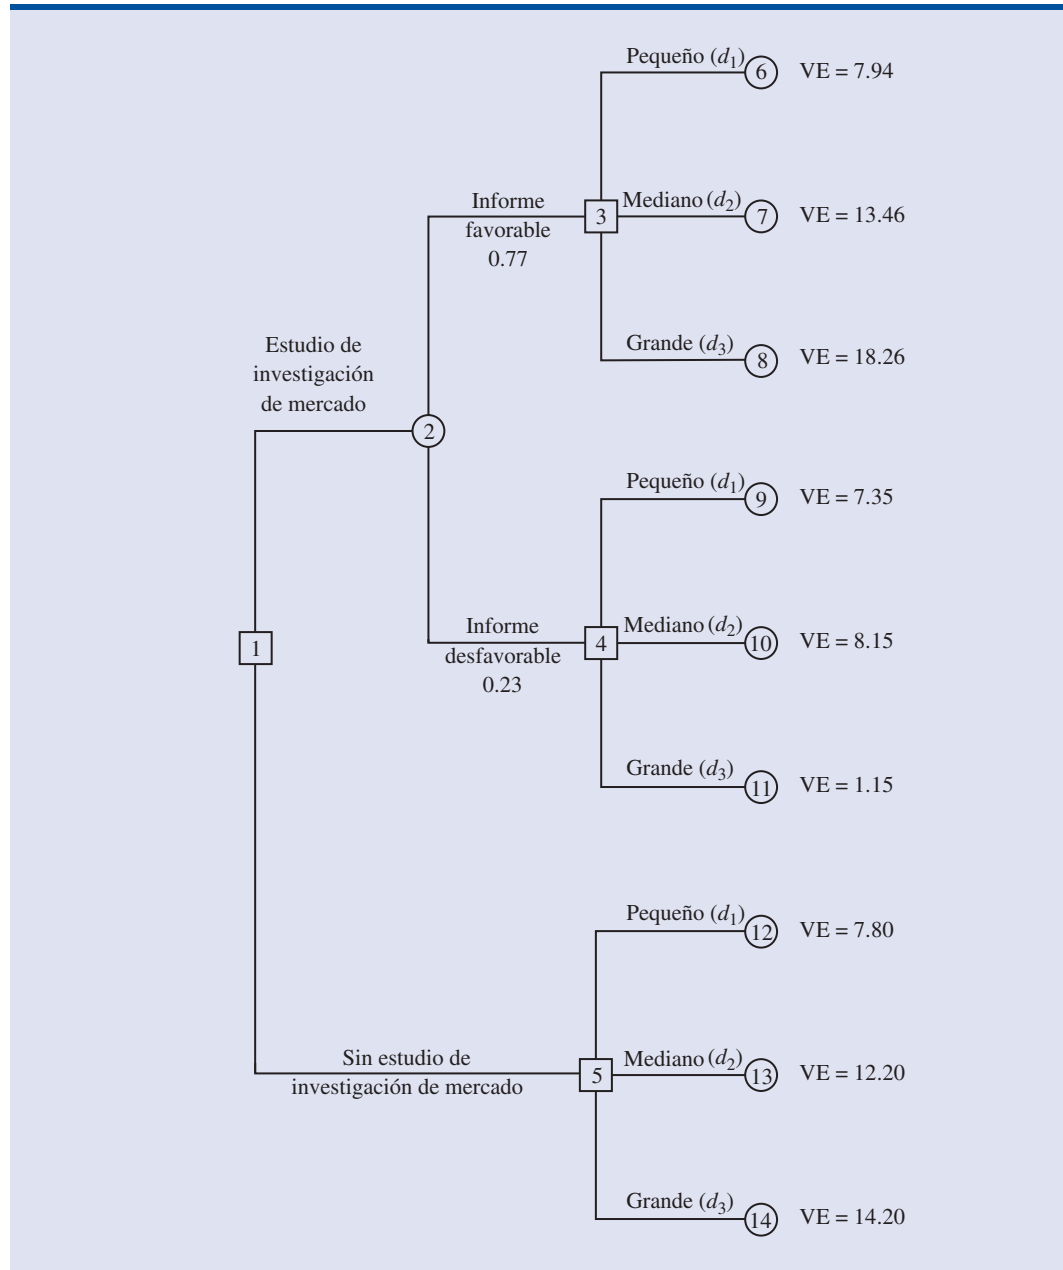 Pequeño (d1) 6 VE = 7.94
Informe
favorable
0.77
3 Mediano (d2) 7 VE = 13.46
Grande (d3) 8 VE = 18.26
Estudio de
investigación
de mercado
2
Pequeño (d1) 9 VE = 7.35
Informe
desfavorable
0.23
4 Mediano (d2) 10 VE = 8.15
1
Grande (d3) 11 VE = 1.15
Pequeño (d1) 12 VE = 7.80
Sin estudio de
investigación de mercado
5 Mediano (d2) 13 VE = 12.20
Grande (d3) 14 VE = 14.20